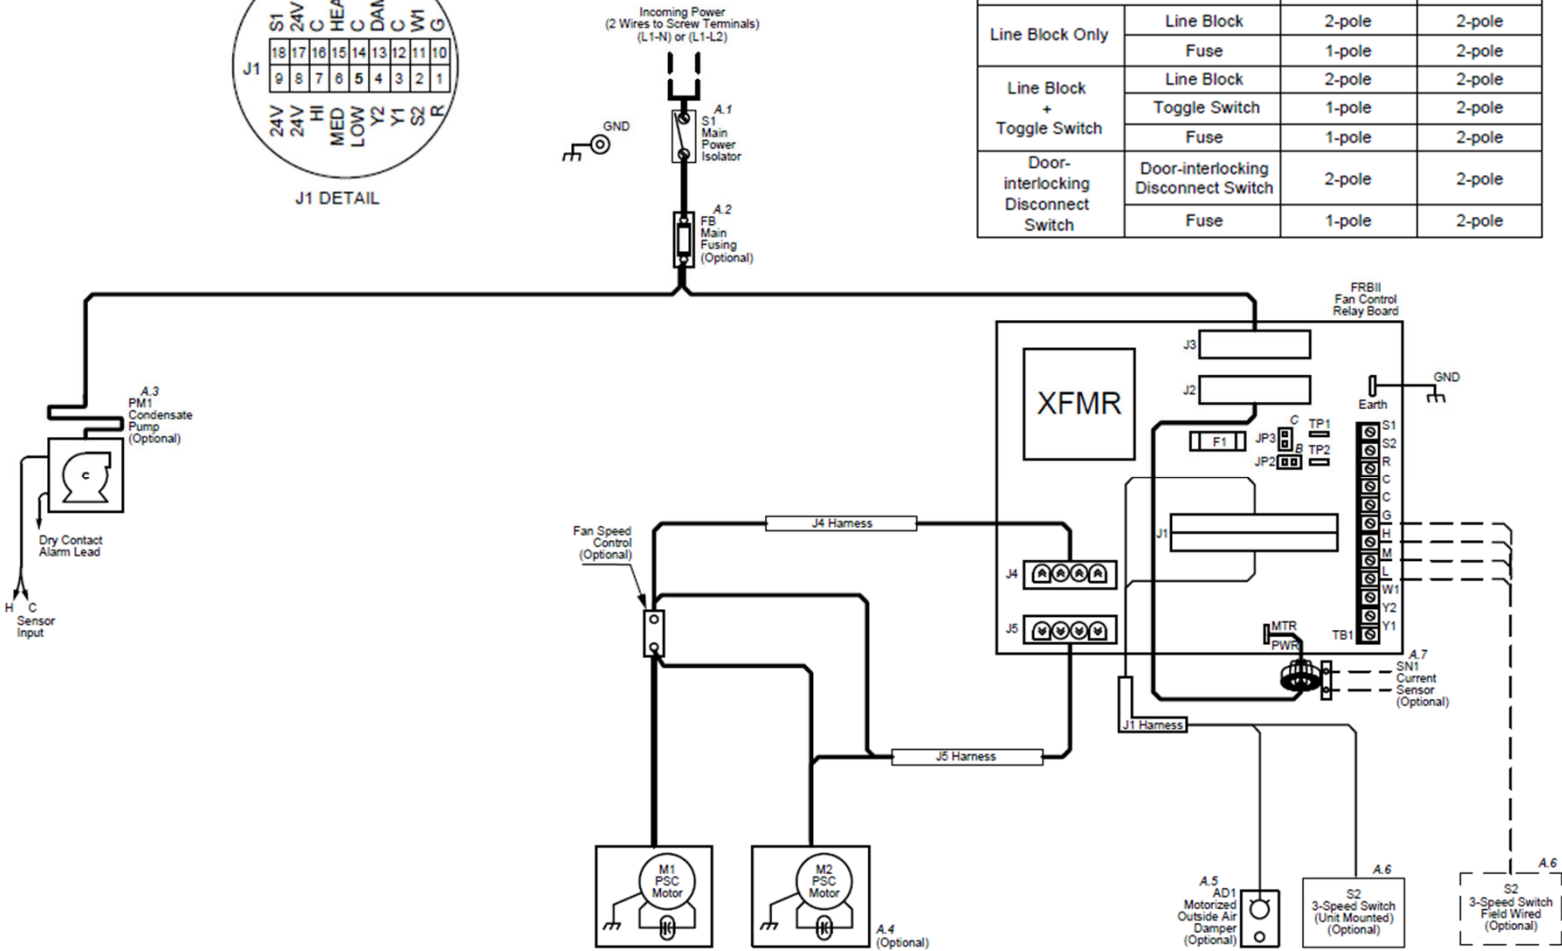 S1 24V C HEA C DAM C W1 G
18 17 16 15 14 13 12 11 10
J1
9 8 7 6 5 4 3 2 1
24V 24V HI MED LOW Y2 Y1 S2 R
J1 DETAIL
Incoming Power
(2 Wires to Screw Terminals)
(L1-N) or (L1-L2)
GND
A.1
S1
Main
Power
Isolator
A.2
FB
Main
Fusing
(Optional)
Line Block Only
Line Block 2-pole 2-pole
Fuse 1-pole 2-pole
Line Block
+
Toggle Switch
Line Block 2-pole 2-pole
Toggle Switch 1-pole 2-pole
Fuse 1-pole 2-pole
Door-
interlocking
Disconnect
Switch
Door-interlocking
Disconnect Switch
2-pole 2-pole
Fuse 1-pole 2-pole
FRBII
Fan Control
Relay Board
J3
J2
XFMR
GND
Earth
F1
C
JP3
TP1
B
JP2
TP2
S1
S2
R
C
C
G
H
M
L
W1
Y2
Y1
TB1
J1
J4
J5
MTR
PWR
A.7
SN1
Current
Sensor
(Optional)
A.3
PM1
Condensate
Pump
(Optional)
C
Dry Contact
Alarm Lead
H C
Sensor
Input
Fan Speed
Control
(Optional)
J4 Harness
J5 Harness
J1 Harness
M1
PSC
Motor
M2
PSC
Motor
A.4
(Optional)
A.5
AD1
Motorized
Outside Air
Damper
(Optional)
A.6
S2
3-Speed Switch
(Unit Mounted)
(Optional)
A.6
S2
3-Speed Switch
Field Wired
(Optional)